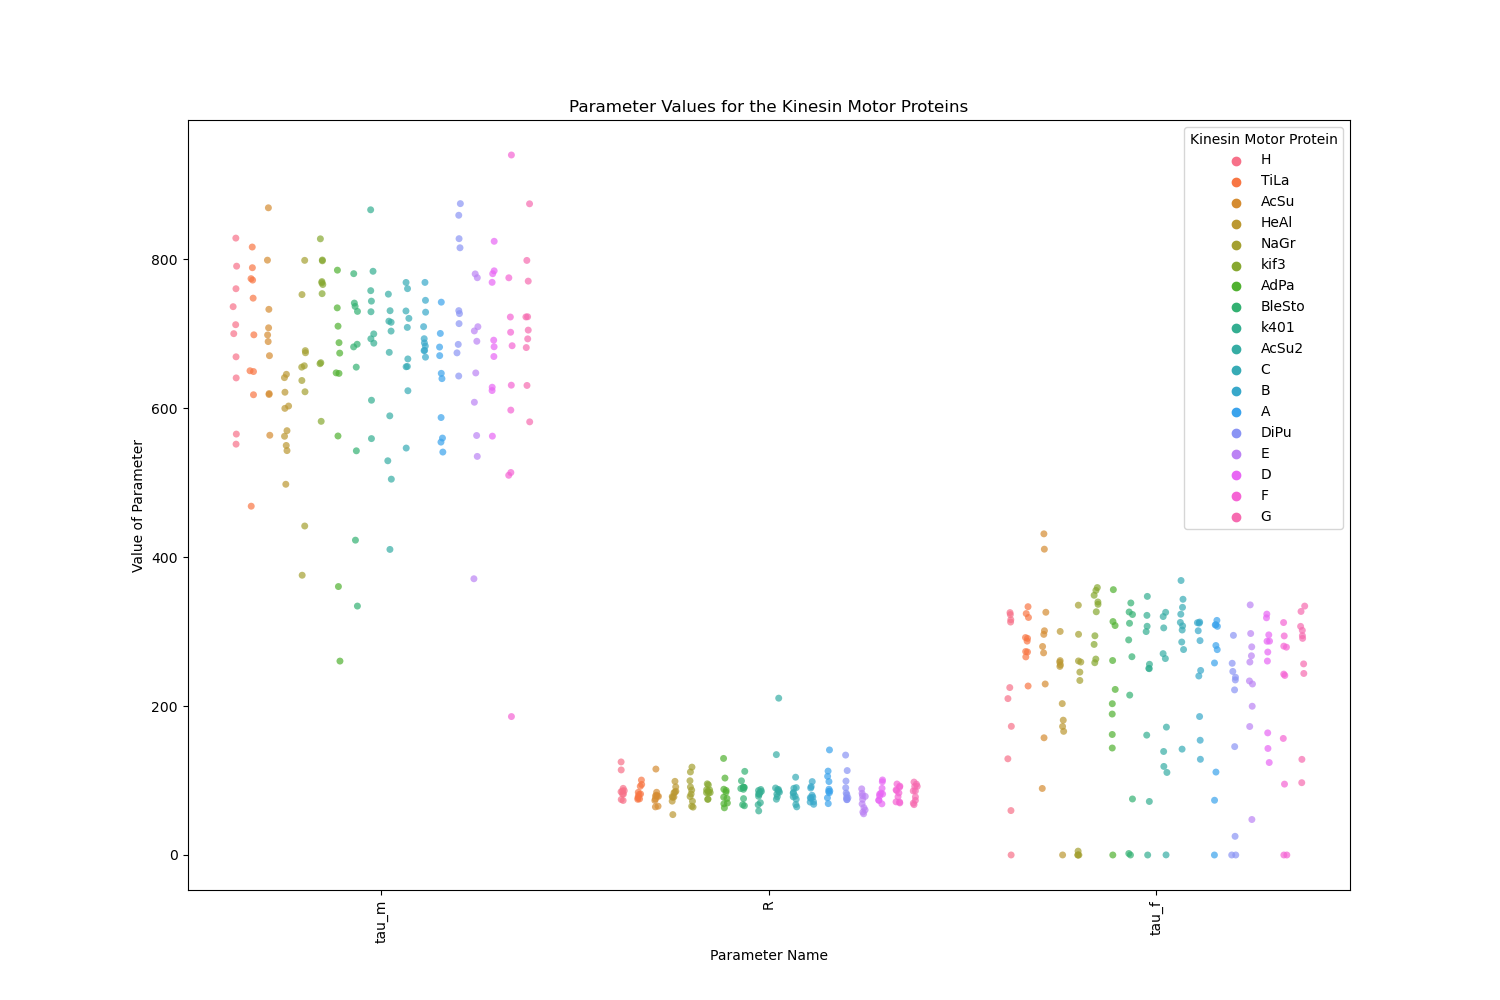 Parameter Values for the Kinesin Motor Proteins
Kinesin Motor Protein
H
TiLa
AcSu
HeAl
NaGr
kif3
AdPa
BleSto
k401
AcSu2
C
B
A
DiPu
E
D
F
G
Value of Parameter
800
600
400
200
0
tau_m
R
tau_f
Parameter Name